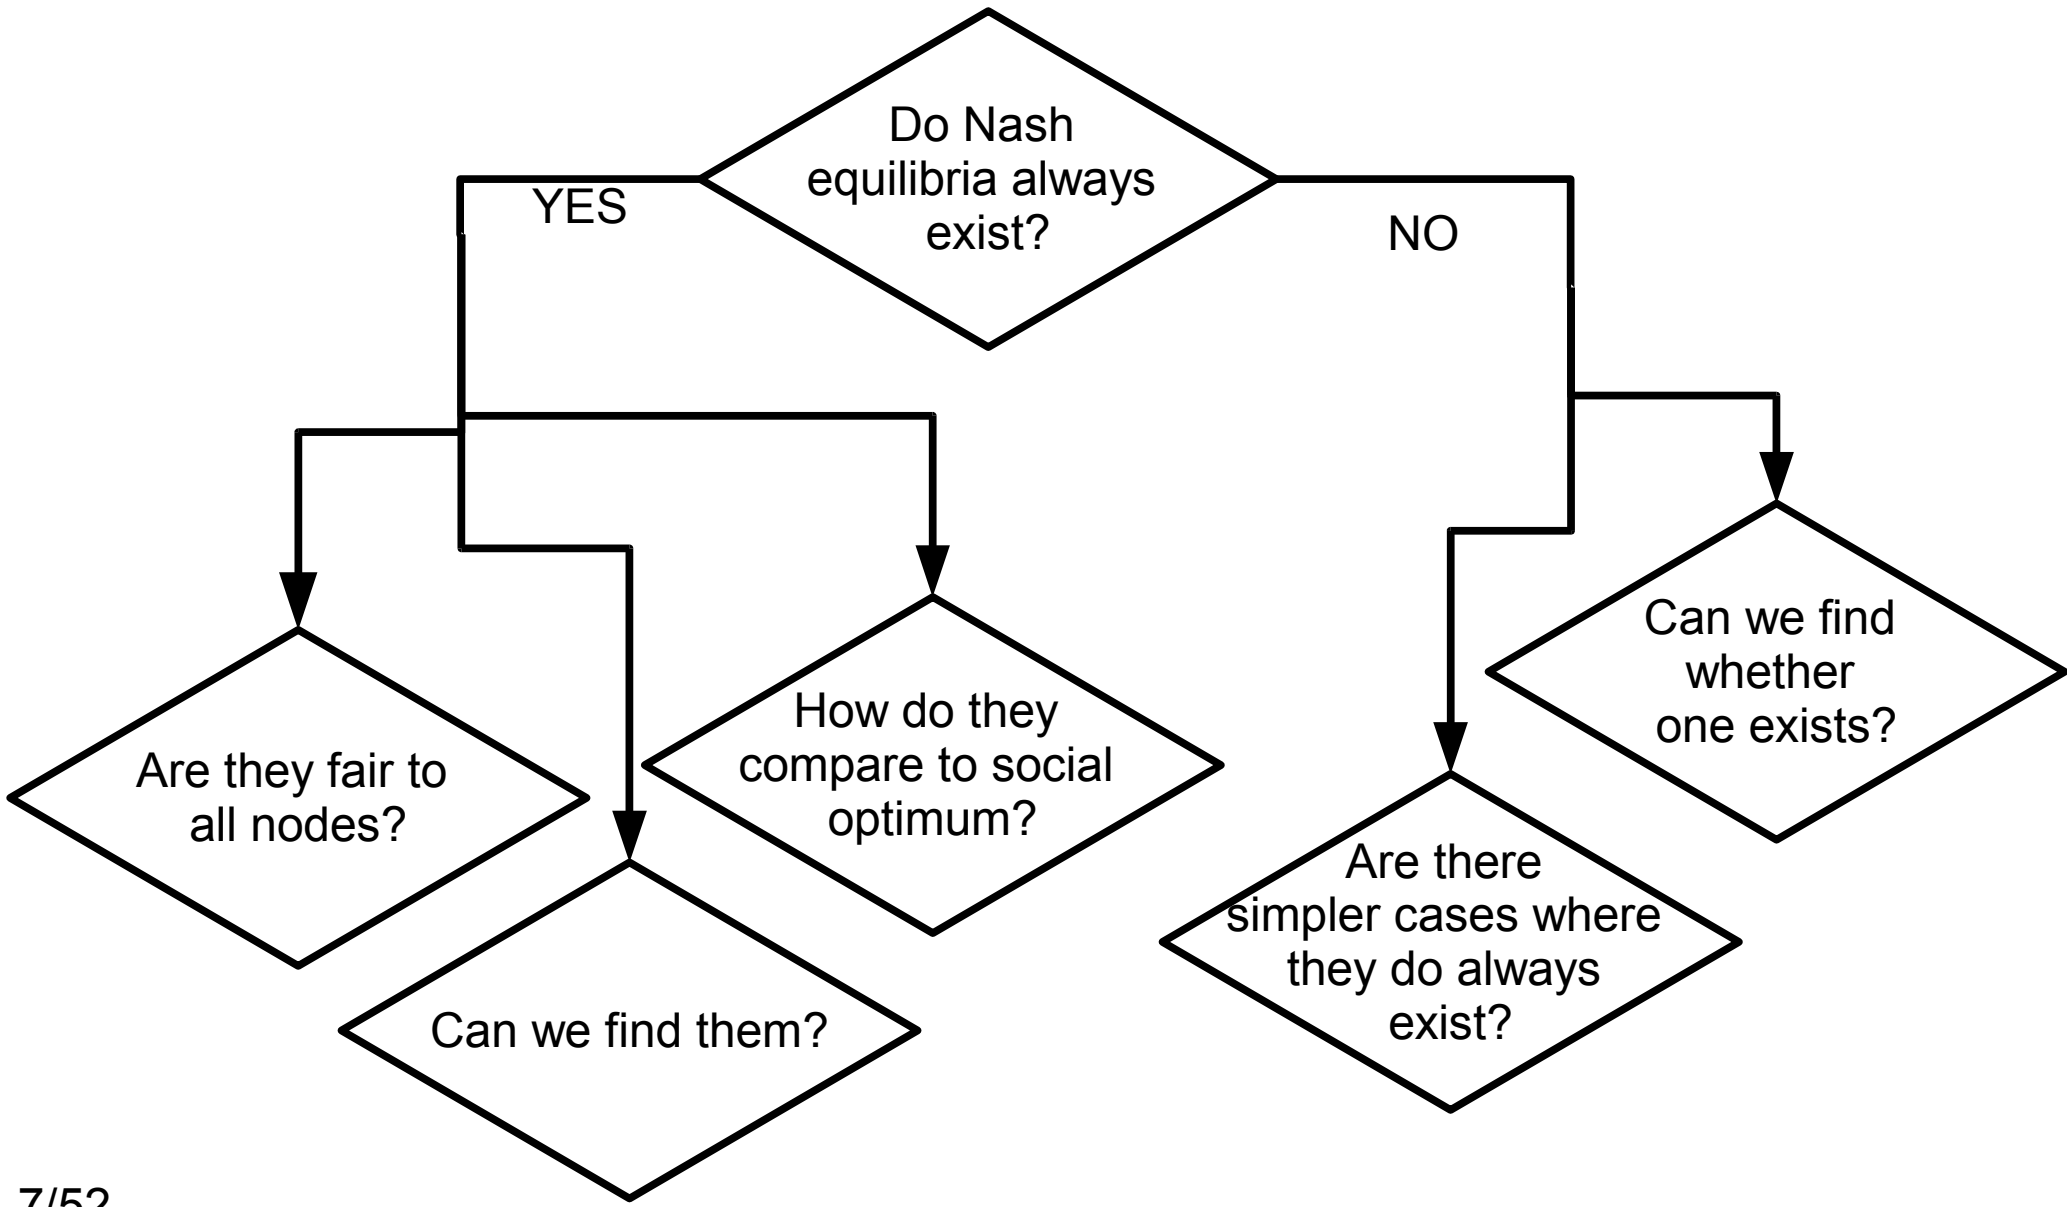 Do Nash
equilibria always
exist?
YES
NO
Are they fair to
all nodes?
Can we find them?
How do they
compare to social
optimum?
Are there
simpler cases where
they do always
exist?
Can we find
whether
one exists?
7/52